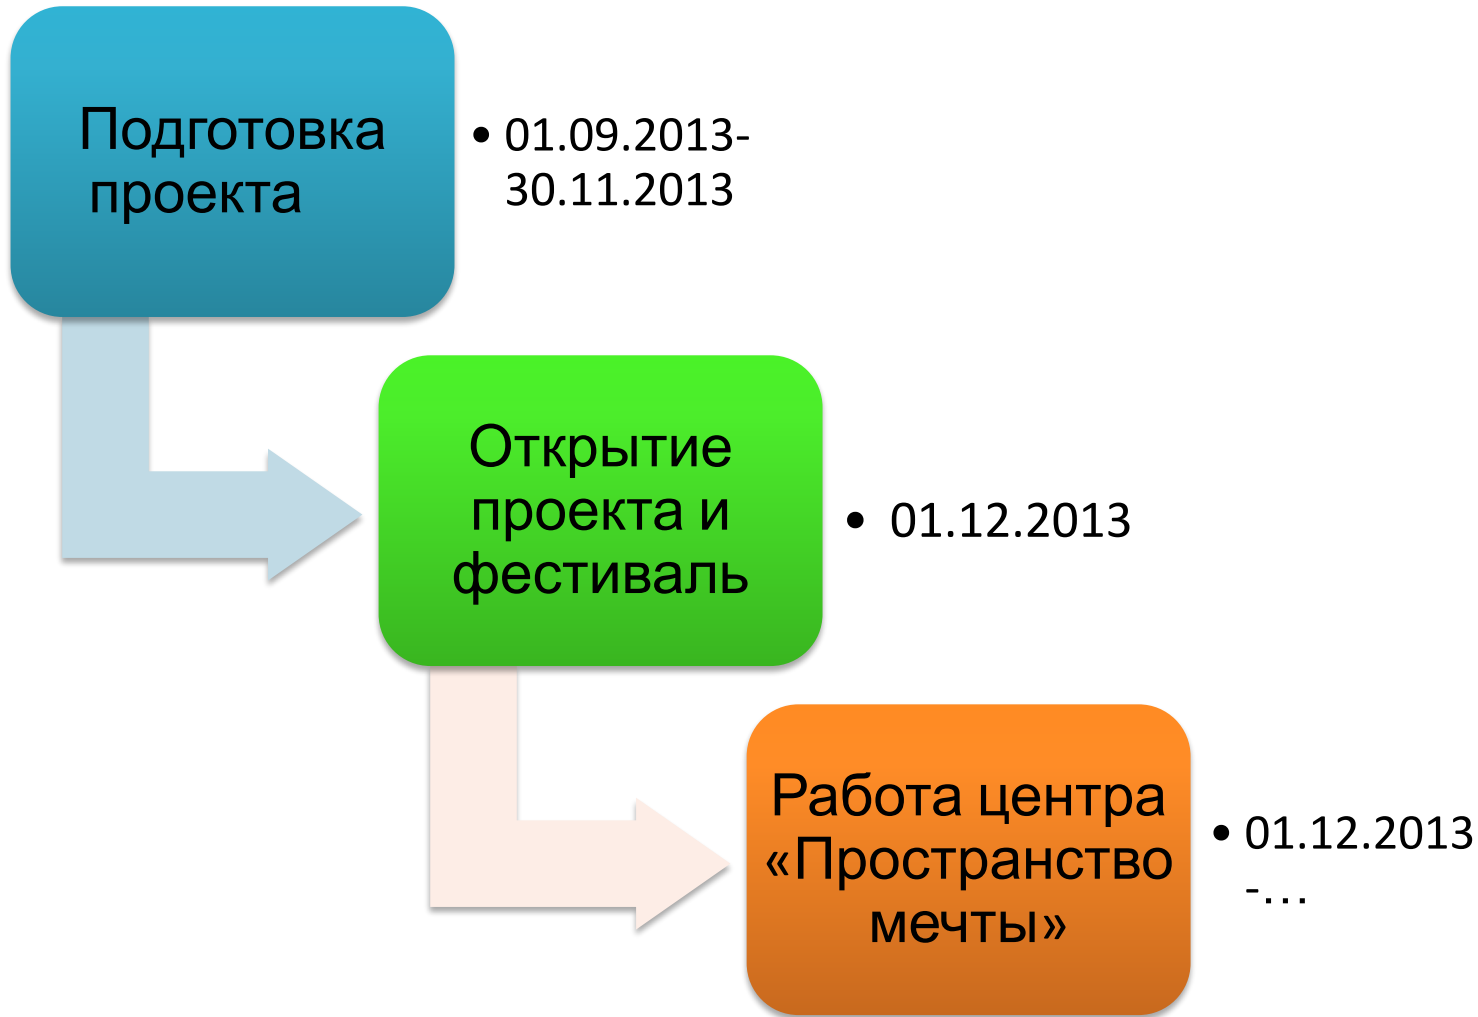 Подготовка
проекта
• 01.09.2013-
30.11.2013
Открытие
проекта и
фестиваль
• 01.12.2013
Работа центра
«Пространство
мечты»
• 01.12.2013
-…